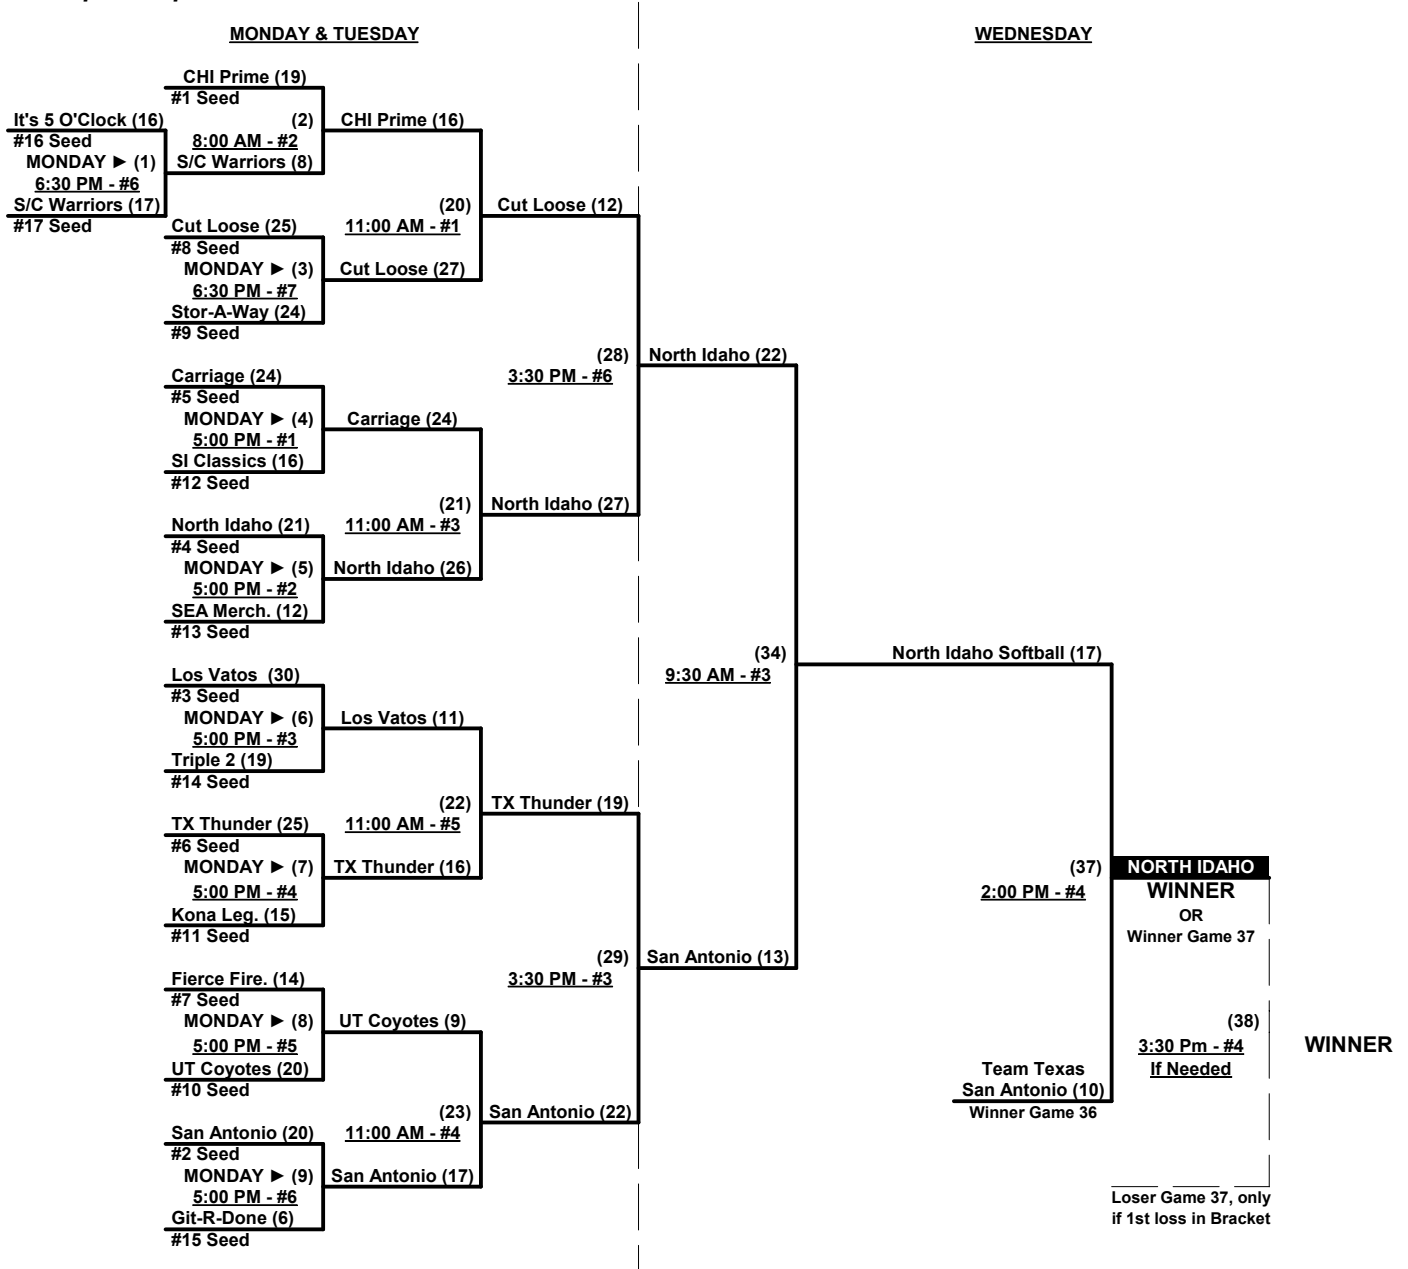 MONDAY & TUESDAY
WEDNESDAY
CHI Prime (19)
#1 Seed
It's 5 O'Clock (16)
(2)
CHI Prime (16)
#16 Seed
8:00 AM - #2
MONDAY ► (1)
S/C Warriors (8)
6:30 PM - #6
S/C Warriors (17)
(20)
Cut Loose (12)
#17 Seed
Cut Loose (25)
11:00 AM - #1
#8 Seed
MONDAY ► (3)
Cut Loose (27)
6:30 PM - #7
Stor-A-Way (24)
#9 Seed
(28)
North Idaho (22)
Carriage (24)
3:30 PM - #6
#5 Seed
MONDAY ► (4)
Carriage (24)
5:00 PM - #1
SI Classics (16)
#12 Seed
(21)
North Idaho (27)
North Idaho (21)
11:00 AM - #3
#4 Seed
MONDAY ► (5)
North Idaho (26)
5:00 PM - #2
SEA Merch. (12)
#13 Seed
(34)
North Idaho Softball (17)
Los Vatos (30)
9:30 AM - #3
#3 Seed
MONDAY ► (6)
Los Vatos (11)
5:00 PM - #3
Triple 2 (19)
#14 Seed
(22)
TX Thunder (19)
TX Thunder (25)
11:00 AM - #5
#6 Seed
MONDAY ► (7)
TX Thunder (16)
(37)
NORTH IDAHO
5:00 PM - #4
2:00 PM - #4
WINNER
Kona Leg. (15)
OR
#11 Seed
Winner Game 37
(29)
San Antonio (13)
Fierce Fire. (14)
3:30 PM - #3
#7 Seed
MONDAY ► (8)
UT Coyotes (9)
(38)
5:00 PM - #5
3:30 Pm - #4
WINNER
UT Coyotes (20)
Team Texas
If Needed
#10 Seed
San Antonio (10)
(23)
San Antonio (22)
Winner Game 36
San Antonio (20)
11:00 AM - #4
#2 Seed
MONDAY ► (9)
San Antonio (17)
5:00 PM - #6
Loser Game 37, only
Git-R-Done (6)
if 1st loss in Bracket
#15 Seed